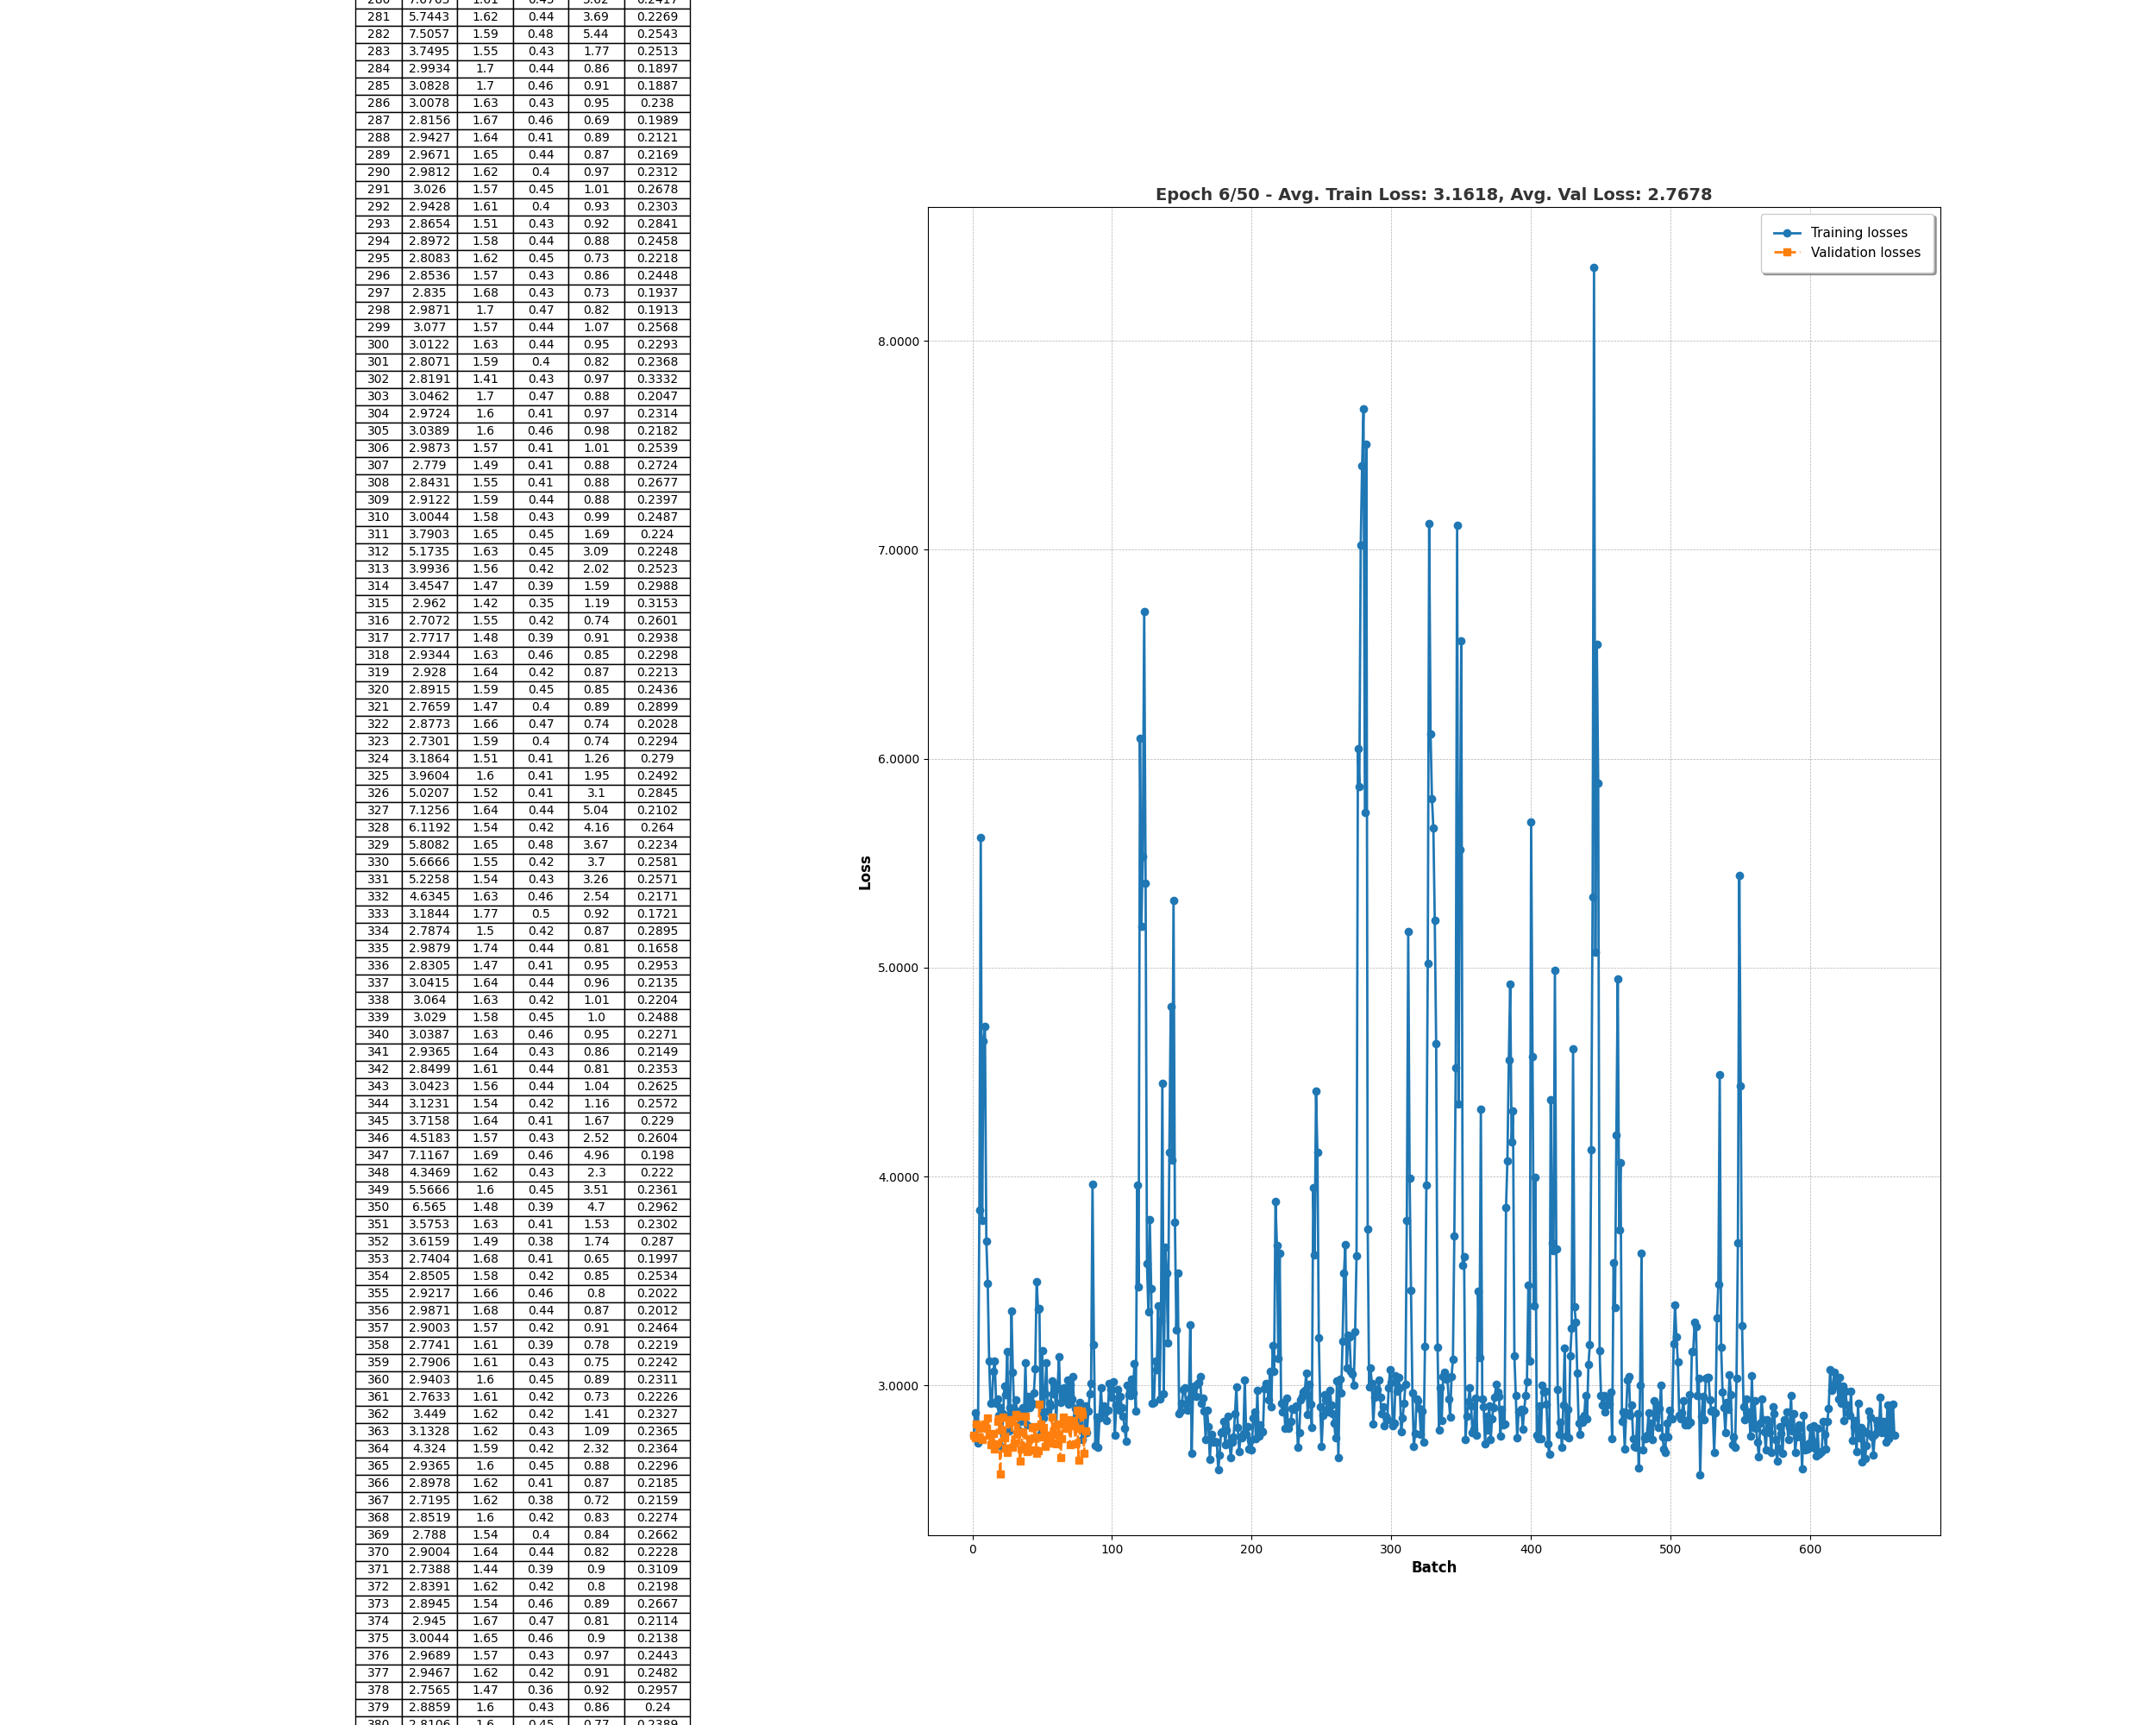 281 5.7443 1.62 0.44 3.69 0.2269
282 7.5057 1.59 0.48 5.44 0.2543
283 3.7495 1.55 0.43 1.77 0.2513
284 2.9934 1.7 0.44 0.86 0.1897
285 3.0828 1.7 0.46 0.91 0.1887
286 3.0078 1.63 0.43 0.95 0.238
287 2.8156 1.67 0.46 0.69 0.1989
288 2.9427 1.64 0.41 0.89 0.2121
289 2.9671 1.65 0.44 0.87 0.2169
290 2.9812 1.62 0.4 0.97 0.2312
291 3.026 1.57 0.45 1.01 0.2678
292 2.9428 1.61 0.4 0.93 0.2303
293 2.8654 1.51 0.43 0.92 0.2841
294 2.8972 1.58 0.44 0.88 0.2458
295 2.8083 1.62 0.45 0.73 0.2218
296 2.8536 1.57 0.43 0.86 0.2448
297 2.835 1.68 0.43 0.73 0.1937
298 2.9871 1.7 0.47 0.82 0.1913
299 3.077 1.57 0.44 1.07 0.2568
300 3.0122 1.63 0.44 0.95 0.2293
301 2.8071 1.59 0.4 0.82 0.2368
302 2.8191 1.41 0.43 0.97 0.3332
303 3.0462 1.7 0.47 0.88 0.2047
304 2.9724 1.6 0.41 0.97 0.2314
305 3.0389 1.6 0.46 0.98 0.2182
306 2.9873 1.57 0.41 1.01 0.2539
307 2.779 1.49 0.41 0.88 0.2724
308 2.8431 1.55 0.41 0.88 0.2677
309 2.9122 1.59 0.44 0.88 0.2397
310 3.0044 1.58 0.43 0.99 0.2487
311 3.7903 1.65 0.45 1.69 0.224
312 5.1735 1.63 0.45 3.09 0.2248
313 3.9936 1.56 0.42 2.02 0.2523
314 3.4547 1.47 0.39 1.59 0.2988
315 2.962 1.42 0.35 1.19 0.3153
316 2.7072 1.55 0.42 0.74 0.2601
317 2.7717 1.48 0.39 0.91 0.2938
318 2.9344 1.63 0.46 0.85 0.2298
319 2.928 1.64 0.42 0.87 0.2213
320 2.8915 1.59 0.45 0.85 0.2436
321 2.7659 1.47 0.4 0.89 0.2899
322 2.8773 1.66 0.47 0.74 0.2028
323 2.7301 1.59 0.4 0.74 0.2294
324 3.1864 1.51 0.41 1.26 0.279
325 3.9604 1.6 0.41 1.95 0.2492
326 5.0207 1.52 0.41 3.1 0.2845
327 7.1256 1.64 0.44 5.04 0.2102
328 6.1192 1.54 0.42 4.16 0.264
329 5.8082 1.65 0.48 3.67 0.2234
330 5.6666 1.55 0.42 3.7 0.2581
331 5.2258 1.54 0.43 3.26 0.2571
332 4.6345 1.63 0.46 2.54 0.2171
333 3.1844 1.77 0.5 0.92 0.1721
334 2.7874 1.5 0.42 0.87 0.2895
335 2.9879 1.74 0.44 0.81 0.1658
336 2.8305 1.47 0.41 0.95 0.2953
337 3.0415 1.64 0.44 0.96 0.2135
338 3.064 1.63 0.42 1.01 0.2204
339 3.029 1.58 0.45 1.0 0.2488
340 3.0387 1.63 0.46 0.95 0.2271
341 2.9365 1.64 0.43 0.86 0.2149
342 2.8499 1.61 0.44 0.81 0.2353
343 3.0423 1.56 0.44 1.04 0.2625
344 3.1231 1.54 0.42 1.16 0.2572
345 3.7158 1.64 0.41 1.67 0.229
346 4.5183 1.57 0.43 2.52 0.2604
347 7.1167 1.69 0.46 4.96 0.198
348 4.3469 1.62 0.43 2.3 0.222
349 5.5666 1.6 0.45 3.51 0.2361
350 6.565 1.48 0.39 4.7 0.2962
351 3.5753 1.63 0.41 1.53 0.2302
352 3.6159 1.49 0.38 1.74 0.287
353 2.7404 1.68 0.41 0.65 0.1997
354 2.8505 1.58 0.42 0.85 0.2534
355 2.9217 1.66 0.46 0.8 0.2022
356 2.9871 1.68 0.44 0.87 0.2012
357 2.9003 1.57 0.42 0.91 0.2464
358 2.7741 1.61 0.39 0.78 0.2219
359 2.7906 1.61 0.43 0.75 0.2242
360 2.9403 1.6 0.45 0.89 0.2311
361 2.7633 1.61 0.42 0.73 0.2226
362 3.449 1.62 0.42 1.41 0.2327
363 3.1328 1.62 0.43 1.09 0.2365
364 4.324 1.59 0.42 2.32 0.2364
365 2.9365 1.6 0.45 0.88 0.2296
366 2.8978 1.62 0.41 0.87 0.2185
367 2.7195 1.62 0.38 0.72 0.2159
368 2.8519 1.6 0.42 0.83 0.2274
369 2.788 1.54 0.4 0.84 0.2662
370 2.9004 1.64 0.44 0.82 0.2228
371 2.7388 1.44 0.39 0.9 0.3109
372 2.8391 1.62 0.42 0.8 0.2198
373 2.8945 1.54 0.46 0.89 0.2667
374 2.945 1.67 0.47 0.81 0.2114
375 3.0044 1.65 0.46 0.9 0.2138
376 2.9689 1.57 0.43 0.97 0.2443
377 2.9467 1.62 0.42 0.91 0.2482
378 2.7565 1.47 0.36 0.92 0.2957
379 2.8859 1.6 0.43 0.86 0.24
380 2.8106 1.6 0.45 0.77 0.2389
Epoch 6/50 - Avg. Train Loss: 3.1618, Avg. Val Loss: 2.7678
Training losses
Validation losses
8.0000
7.0000
6.0000
5.0000
4.0000
3.0000
Loss
0 100 200 300 400 500 600
Batch